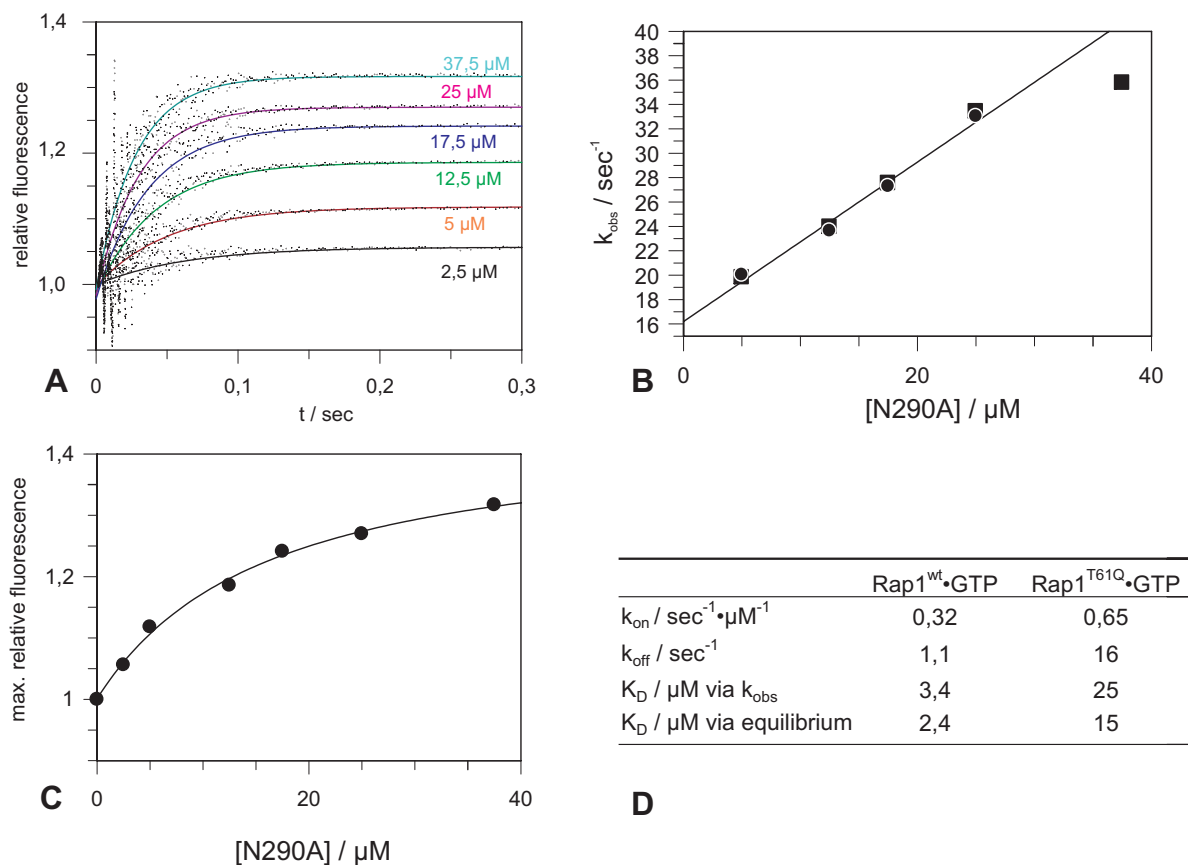 1,4
1,2
1,0
relative fluorescence
37,5 µM
25 µM
17,5 µM
12,5 µM
5 µM
2,5 µM
A
0
0,1
0,2
0,3
t / sec
40
38
36
34
32
30
28
26
24
22
20
18
16
k_obs / sec⁻¹
B
0
20
40
[N290A] / µM
1,4
1,2
1
max. relative fluorescence
C
0
20
40
[N290A] / µM
Rap1^wt•GTP Rap1^T61Q•GTP
k_on / sec⁻¹•µM⁻¹ 0,32 0,65
k_off / sec⁻¹ 1,1 16
K_D / µM via k_obs 3,4 25
K_D / µM via equilibrium 2,4 15
D